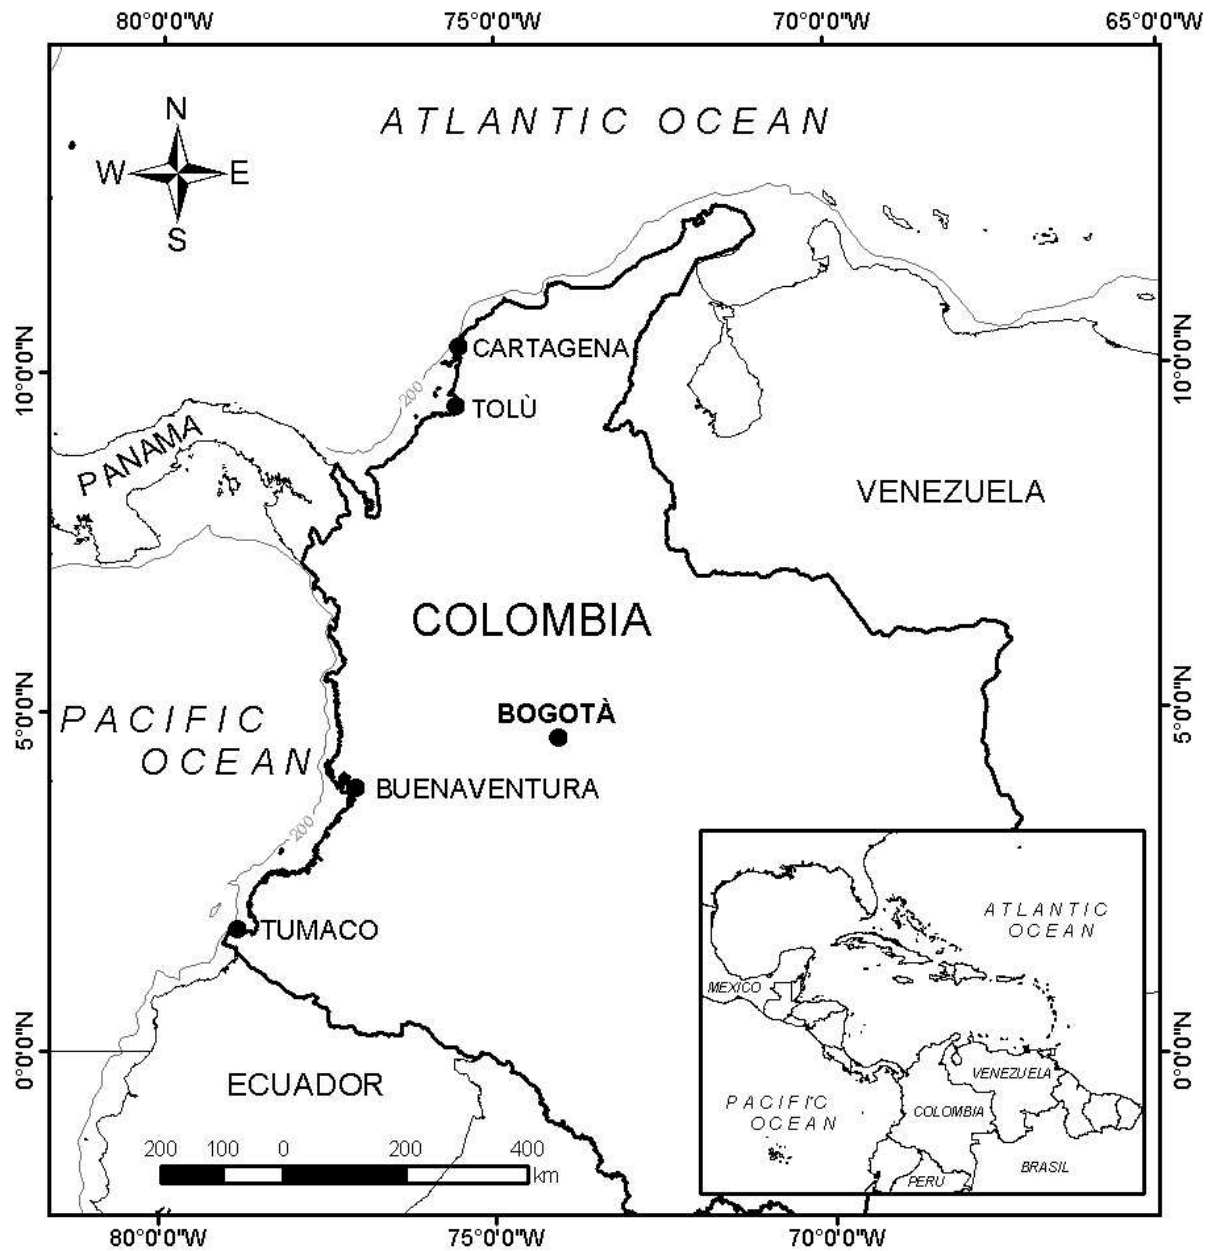 80°0'0"W 75°0'0"W 70°0'0"W 65°0'0"W
ATLANTIC OCEAN
N
W E
S
10°0'0"N
10°0'0"N
CARTAGENA
200
TOLÙ
PANAMA
VENEZUELA
COLOMBIA
5°0'0"N
5°0'0"N
PACIFIC
OCEAN
BOGOTÀ
BUENAVENTURA
200
TUMACO
0°0'0"N
0°0'0"N
ECUADOR
200 100 0 200 400
km
ATLANTIC
OCEAN
MEXICO
VENEZUELA
COLOMBIA
PACIFIC
OCEAN
BRASIL
PERÙ
80°0'0"W 75°0'0"W 70°0'0"W